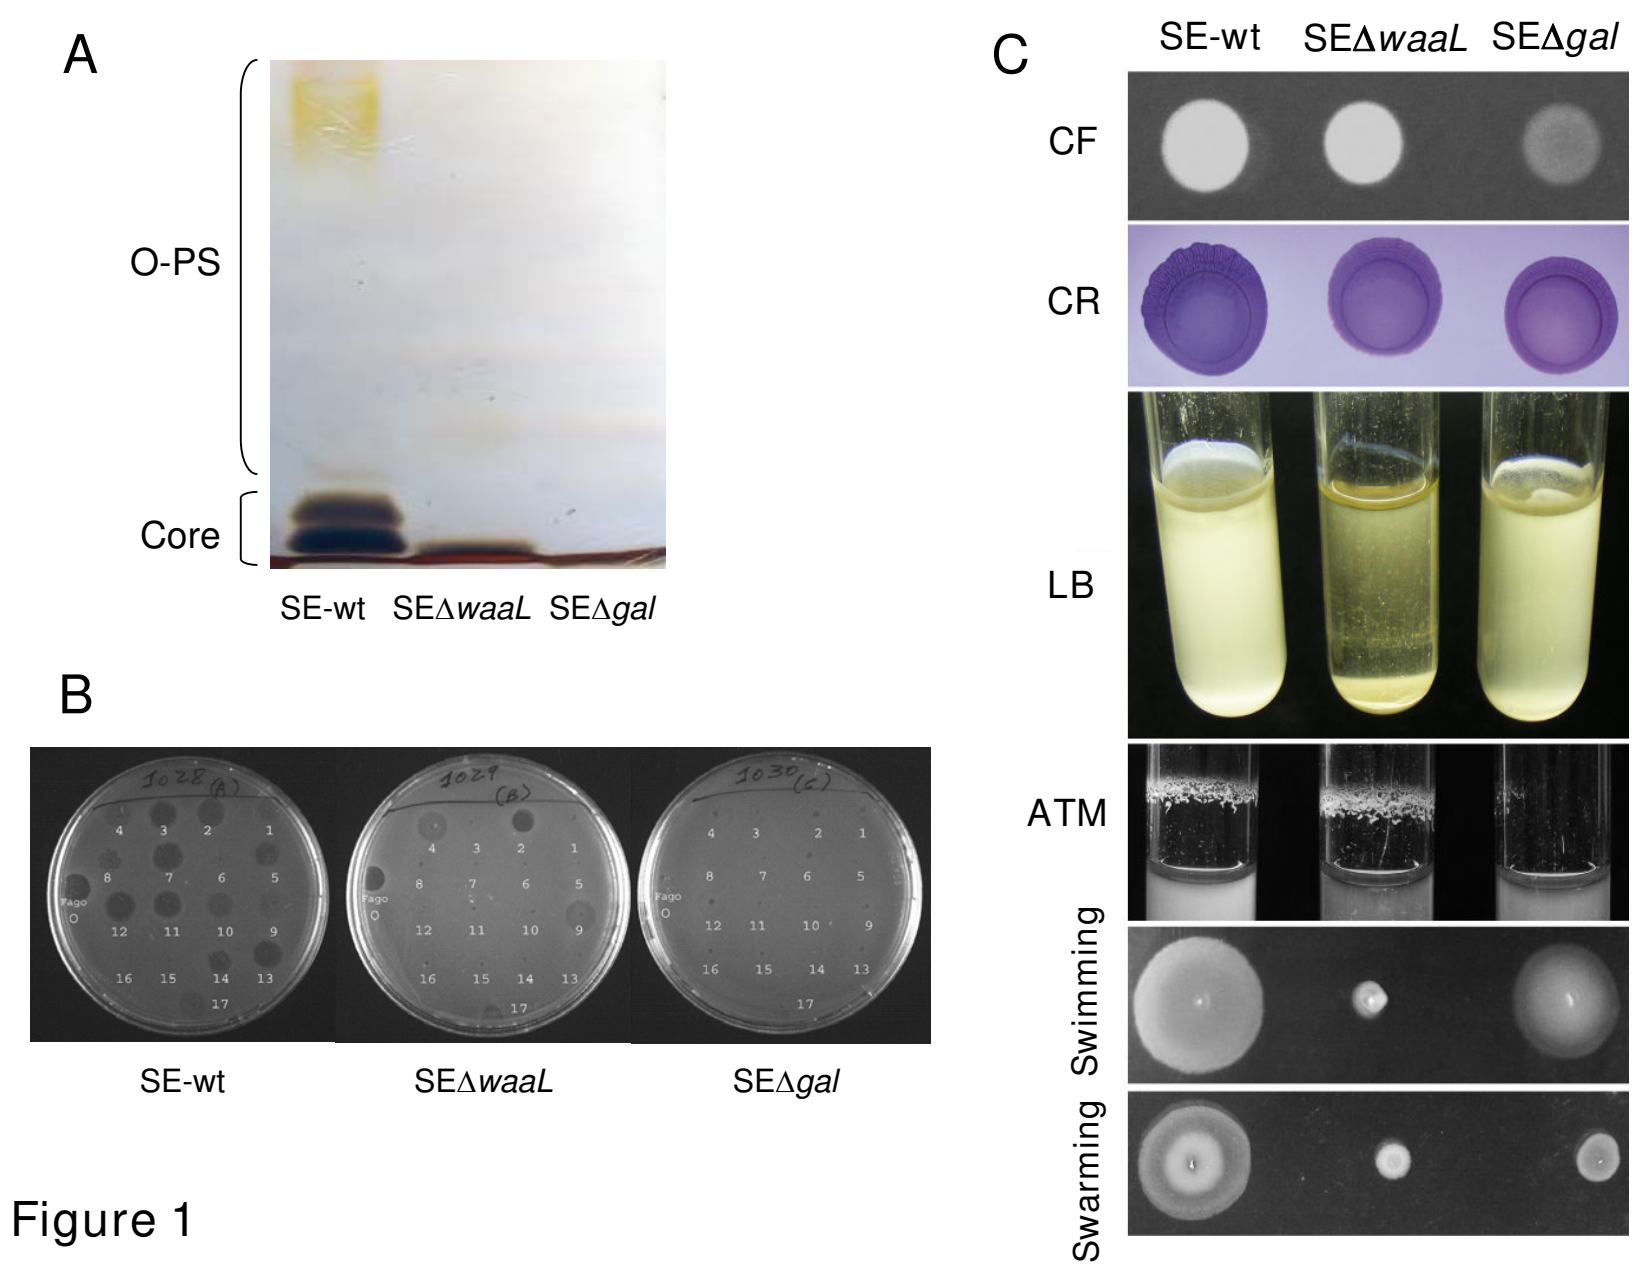 A
O-PS
Core
SE-wt SEΔwaaL SEΔgal
B
1028 (A)
4 3 2 1
8 7 6 5
Fago
O
12 11 10 9
16 15 14 13
17
1029
(B)
4 3 2 1
8 7 6 5
Fago
O
12 11 10 9
16 15 14 13
17
1030 (C)
4 3 2 1
8 7 6 5
Fago
O
12 11 10 9
16 15 14 13
17
SE-wt SEΔwaaL SEΔgal
C
SE-wt SEΔwaaL SEΔgal
CF
CR
LB
ATM
Swimming
Swarming
Figure 1